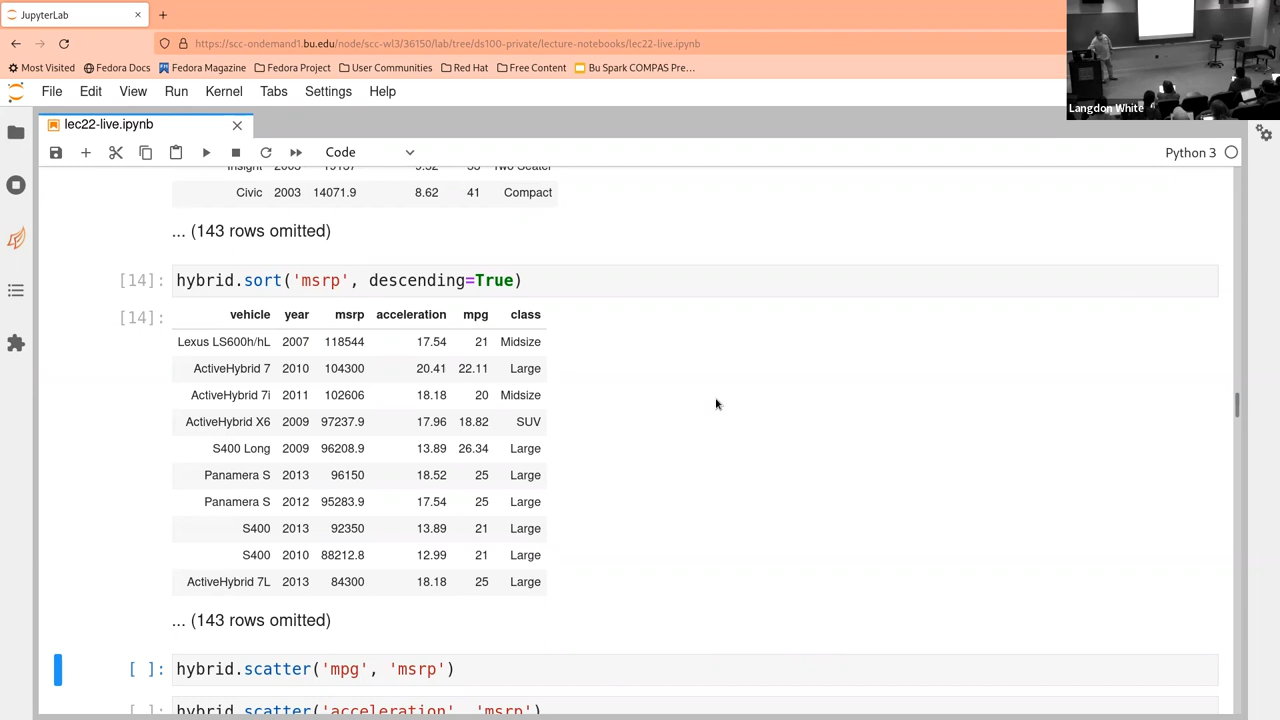 JupyterLab
https://scc-ondemand1.bu.edu/node/scc-wl3/36150/lab/tree/ds100-private/lecture-notebooks/lec22-live.ipynb
Most Visited Fedora Docs Fedora Magazine Fedora Project User Communities Red Hat Free Content Bu Spark COMPAS Pre…
Langdon White
File Edit View Run Kernel Tabs Settings Help
lec22-live.ipynb
Code Python 3
Civic 2003 14071.9 8.62 41 Compact
... (143 rows omitted)
[14]: hybrid.sort('msrp', descending=True)
[14]: vehicle year msrp acceleration mpg class
Lexus LS600h/hL 2007 118544 17.54 21 Midsize
ActiveHybrid 7 2010 104300 20.41 22.11 Large
ActiveHybrid 7i 2011 102606 18.18 20 Midsize
ActiveHybrid X6 2009 97237.9 17.96 18.82 SUV
S400 Long 2009 96208.9 13.89 26.34 Large
Panamera S 2013 96150 18.52 25 Large
Panamera S 2012 95283.9 17.54 25 Large
S400 2013 92350 13.89 21 Large
S400 2010 88212.8 12.99 21 Large
ActiveHybrid 7L 2013 84300 18.18 25 Large
... (143 rows omitted)
[ ]: hybrid.scatter('mpg', 'msrp')
[ ]: hybrid.scatter('acceleration', 'msrp')